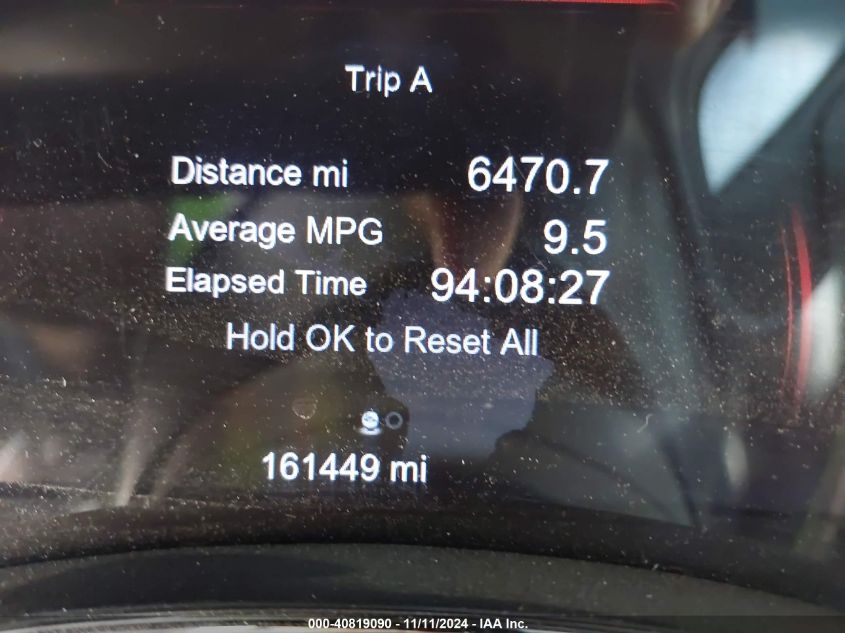 Trip A
Distance mi 6470.7
Average MPG 9.5
Elapsed Time 94:08:27
Hold OK to Reset All
161449 mi
000-40819090 - 11/11/2024 - IAA Inc.